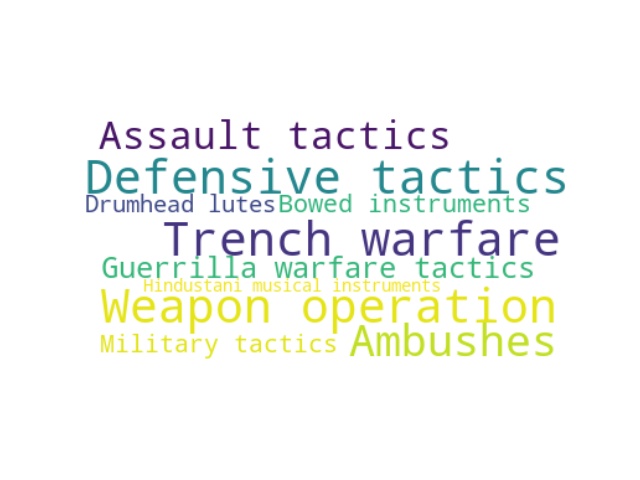 Assault tactics
Defensive tactics
Drumhead lutes Bowed instruments
Trench warfare
Guerrilla warfare tactics
Hindustani musical instruments
Weapon operation
Military tactics Ambushes